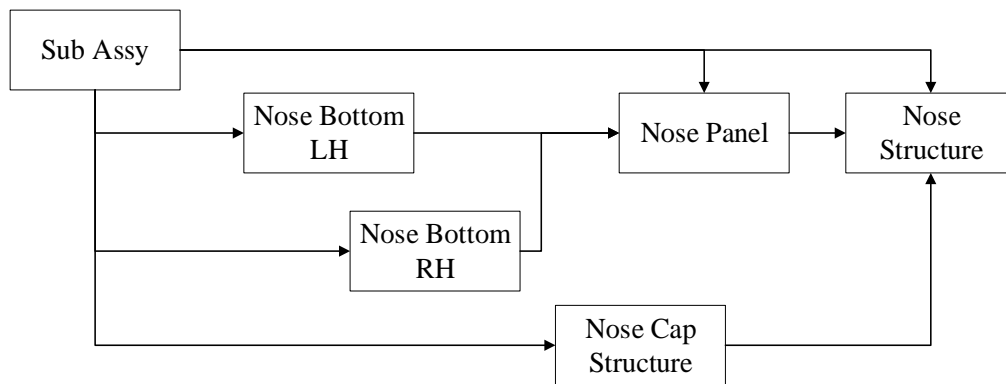 Sub Assy
Nose Bottom
LH
Nose Panel
Nose
Structure
Nose Bottom
RH
Nose Cap
Structure